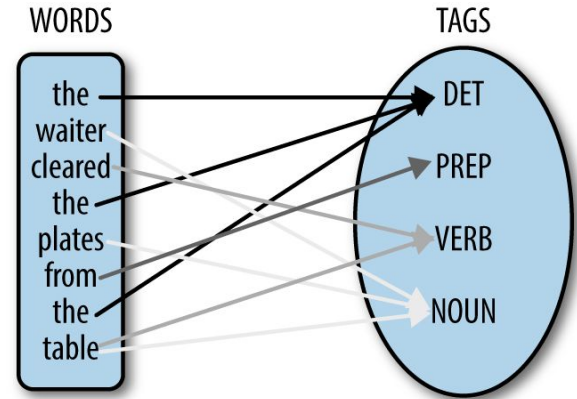 WORDS
TAGS
the
waiter
cleared
the
plates
from
the
table
DET
PREP
VERB
NOUN